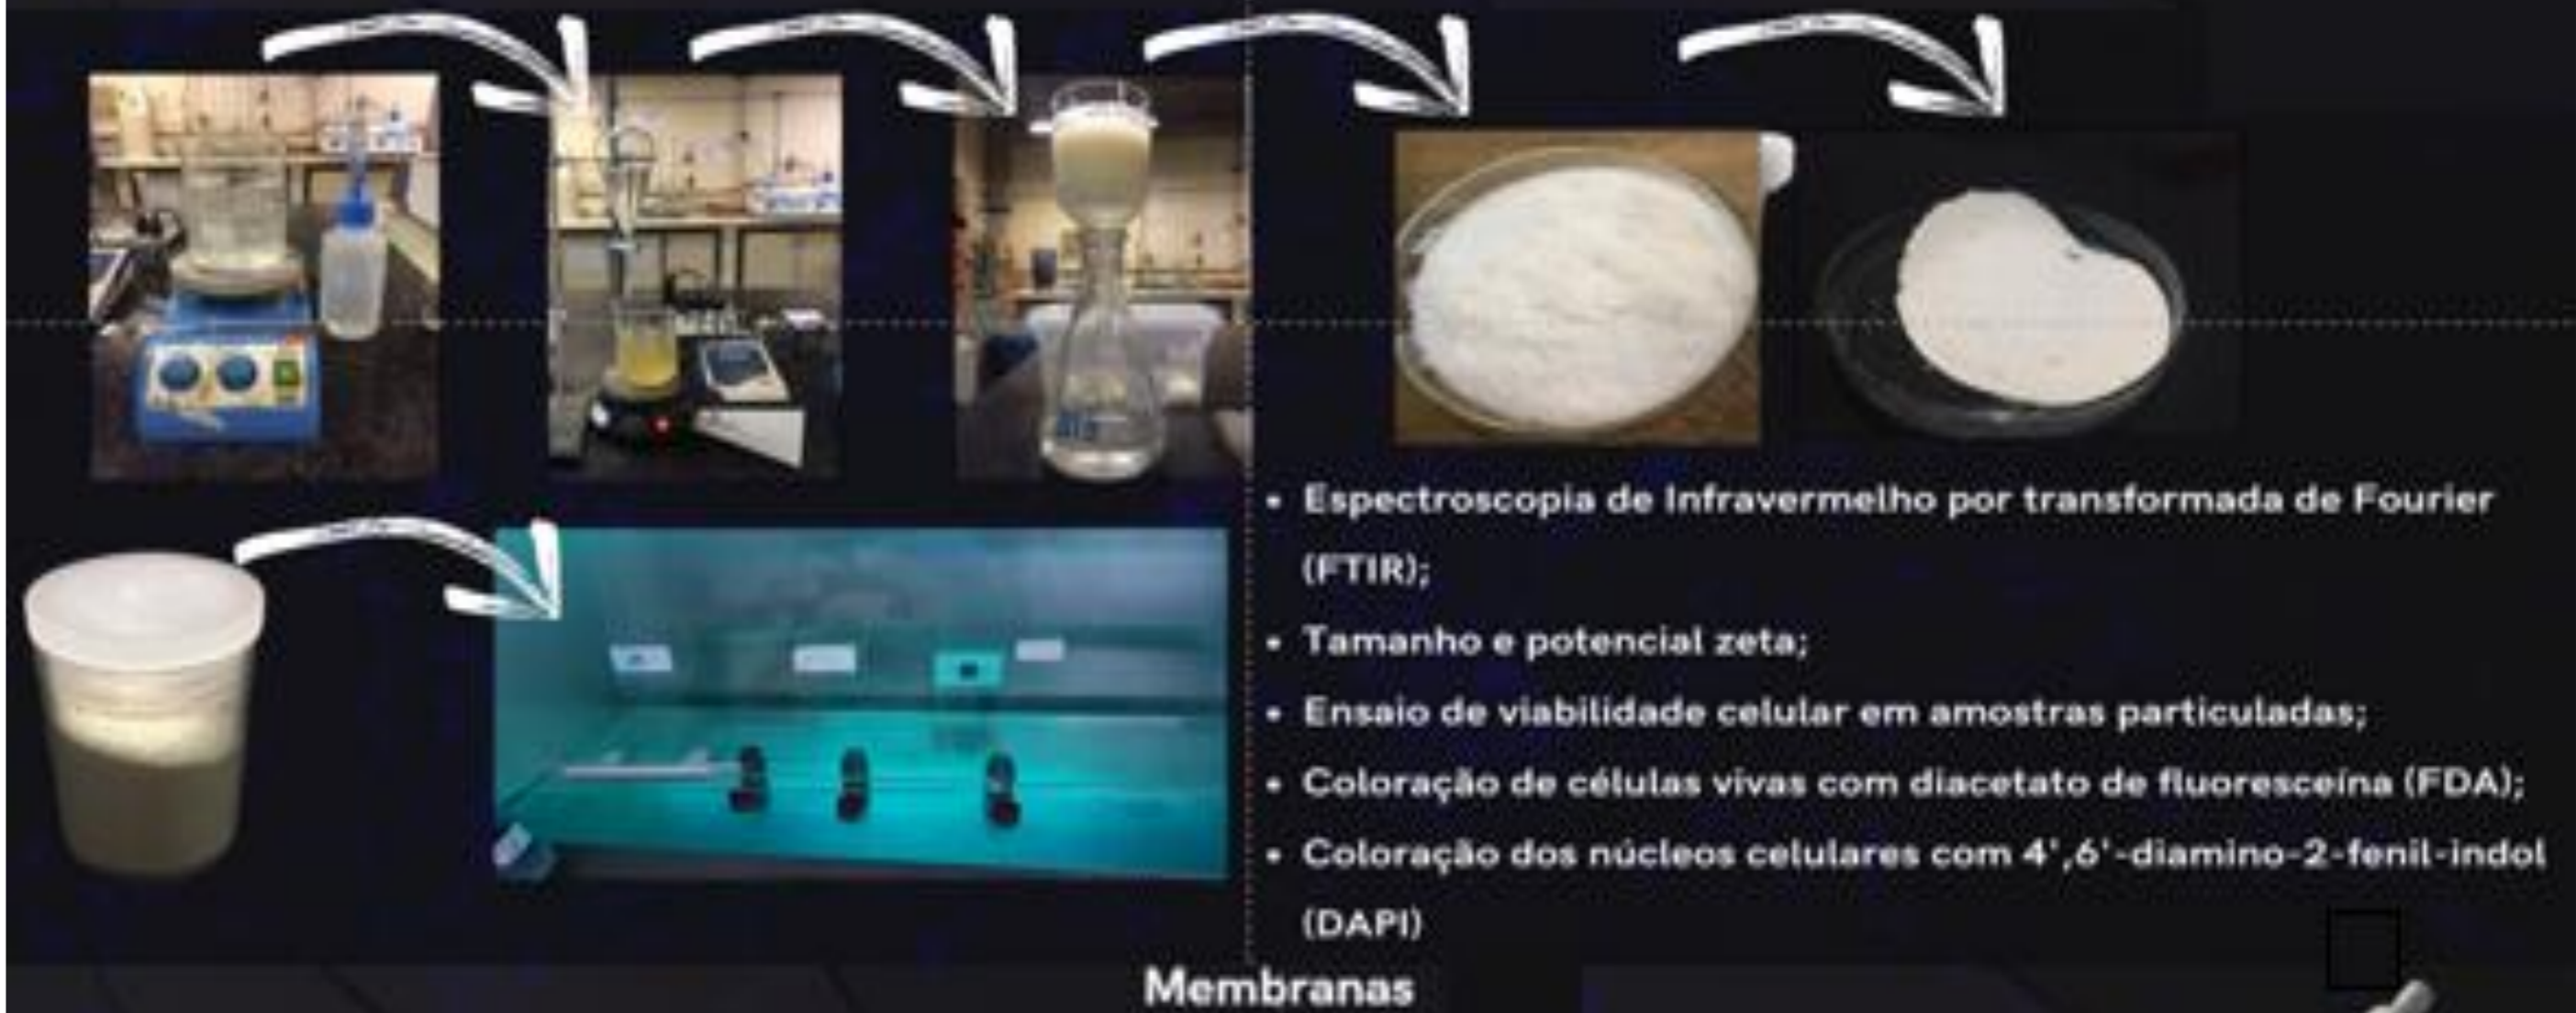 • Espectroscopia de Infravermelho por transformada de Fourier
(FTIR);
• Tamanho e potencial zeta;
• Ensaio de viabilidade celular em amostras particuladas;
• Coloração de células vivas com diacetato de fluoresceína (FDA);
• Coloração dos núcleos celulares com 4',6'-diamino-2-fenil-indol
(DAPI)
Membranas